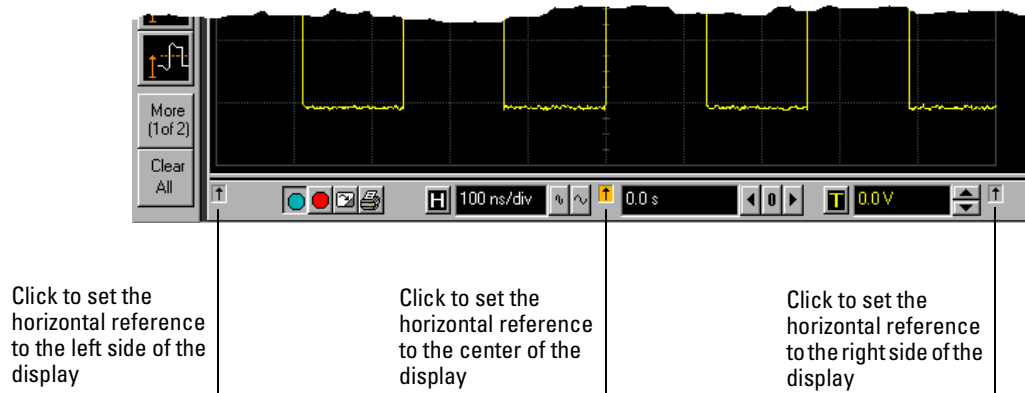 More
(1of 2)
Clear
All
H 100 ns/div 0.0 s 0 T 0.0 V
Click to set the
horizontal reference
to the left side of the
display
Click to set the
horizontal reference
to the center of the
display
Click to set the
horizontal reference
to the right side of the
display